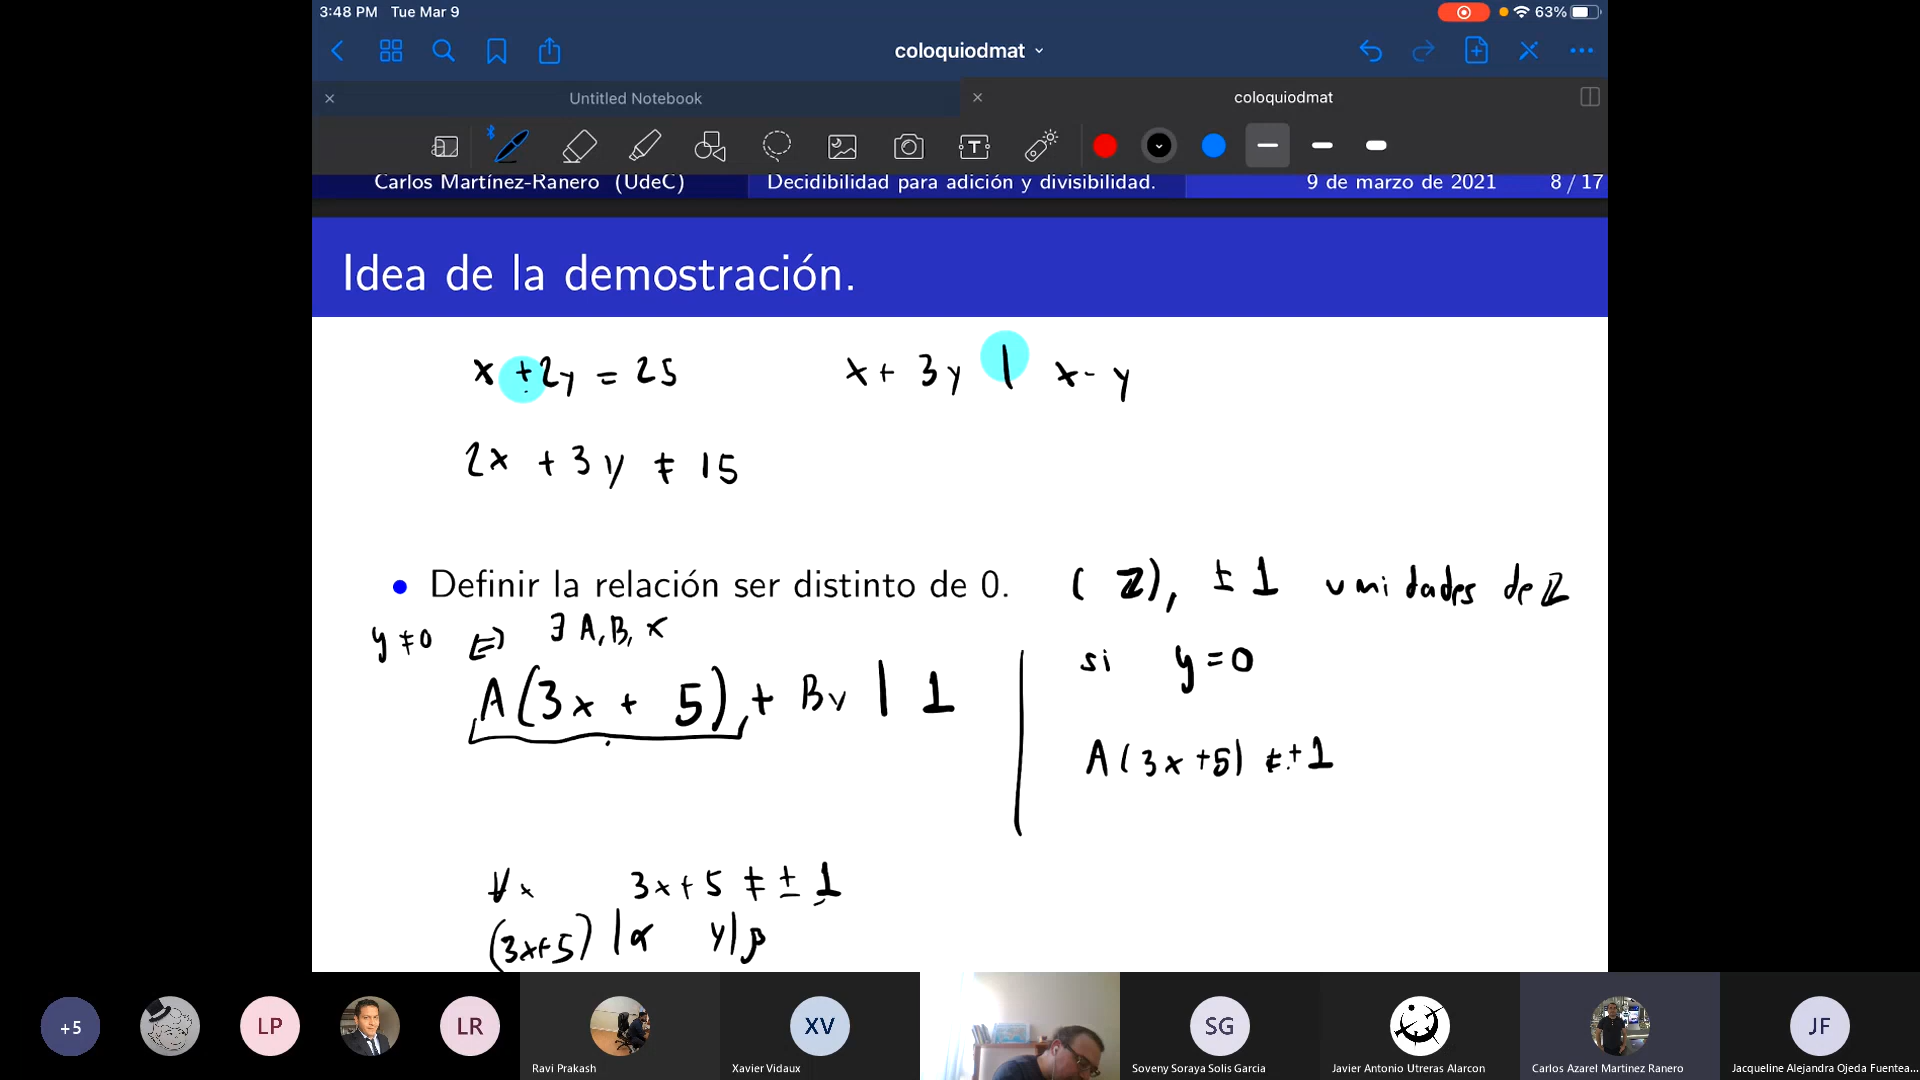 3:48 PM Tue Mar 9 63%
coloquiodmat
Untitled Notebook coloquiodmat
Carlos Martínez-Ranero (UdeC) Decidibilidad para adición y divisibilidad. 9 de marzo de 2021 8 / 17
Idea de la demostración.
x + 2y = 25 x + 3y | x - y
2x + 3y ≠ 15
• Definir la relación ser distinto de 0. (ℤ), ± 1 unidades de ℤ
y ≠ 0 ⇔ ∃ A, B, x
si y = 0
A(3x + 5) + By | 1
A(3x + 5) ≠ ± 1
∀x 3x + 5 ≠ ± 1
(3x+5) | α y | β
+5 LP LR XV SG JF
Ravi Prakash Xavier Vidaux Soveny Soraya Solis Garcia Javier Antonio Utreras Alarcon Carlos Azarel Martinez Ranero Jacqueline Alejandra Ojeda Fuentea...